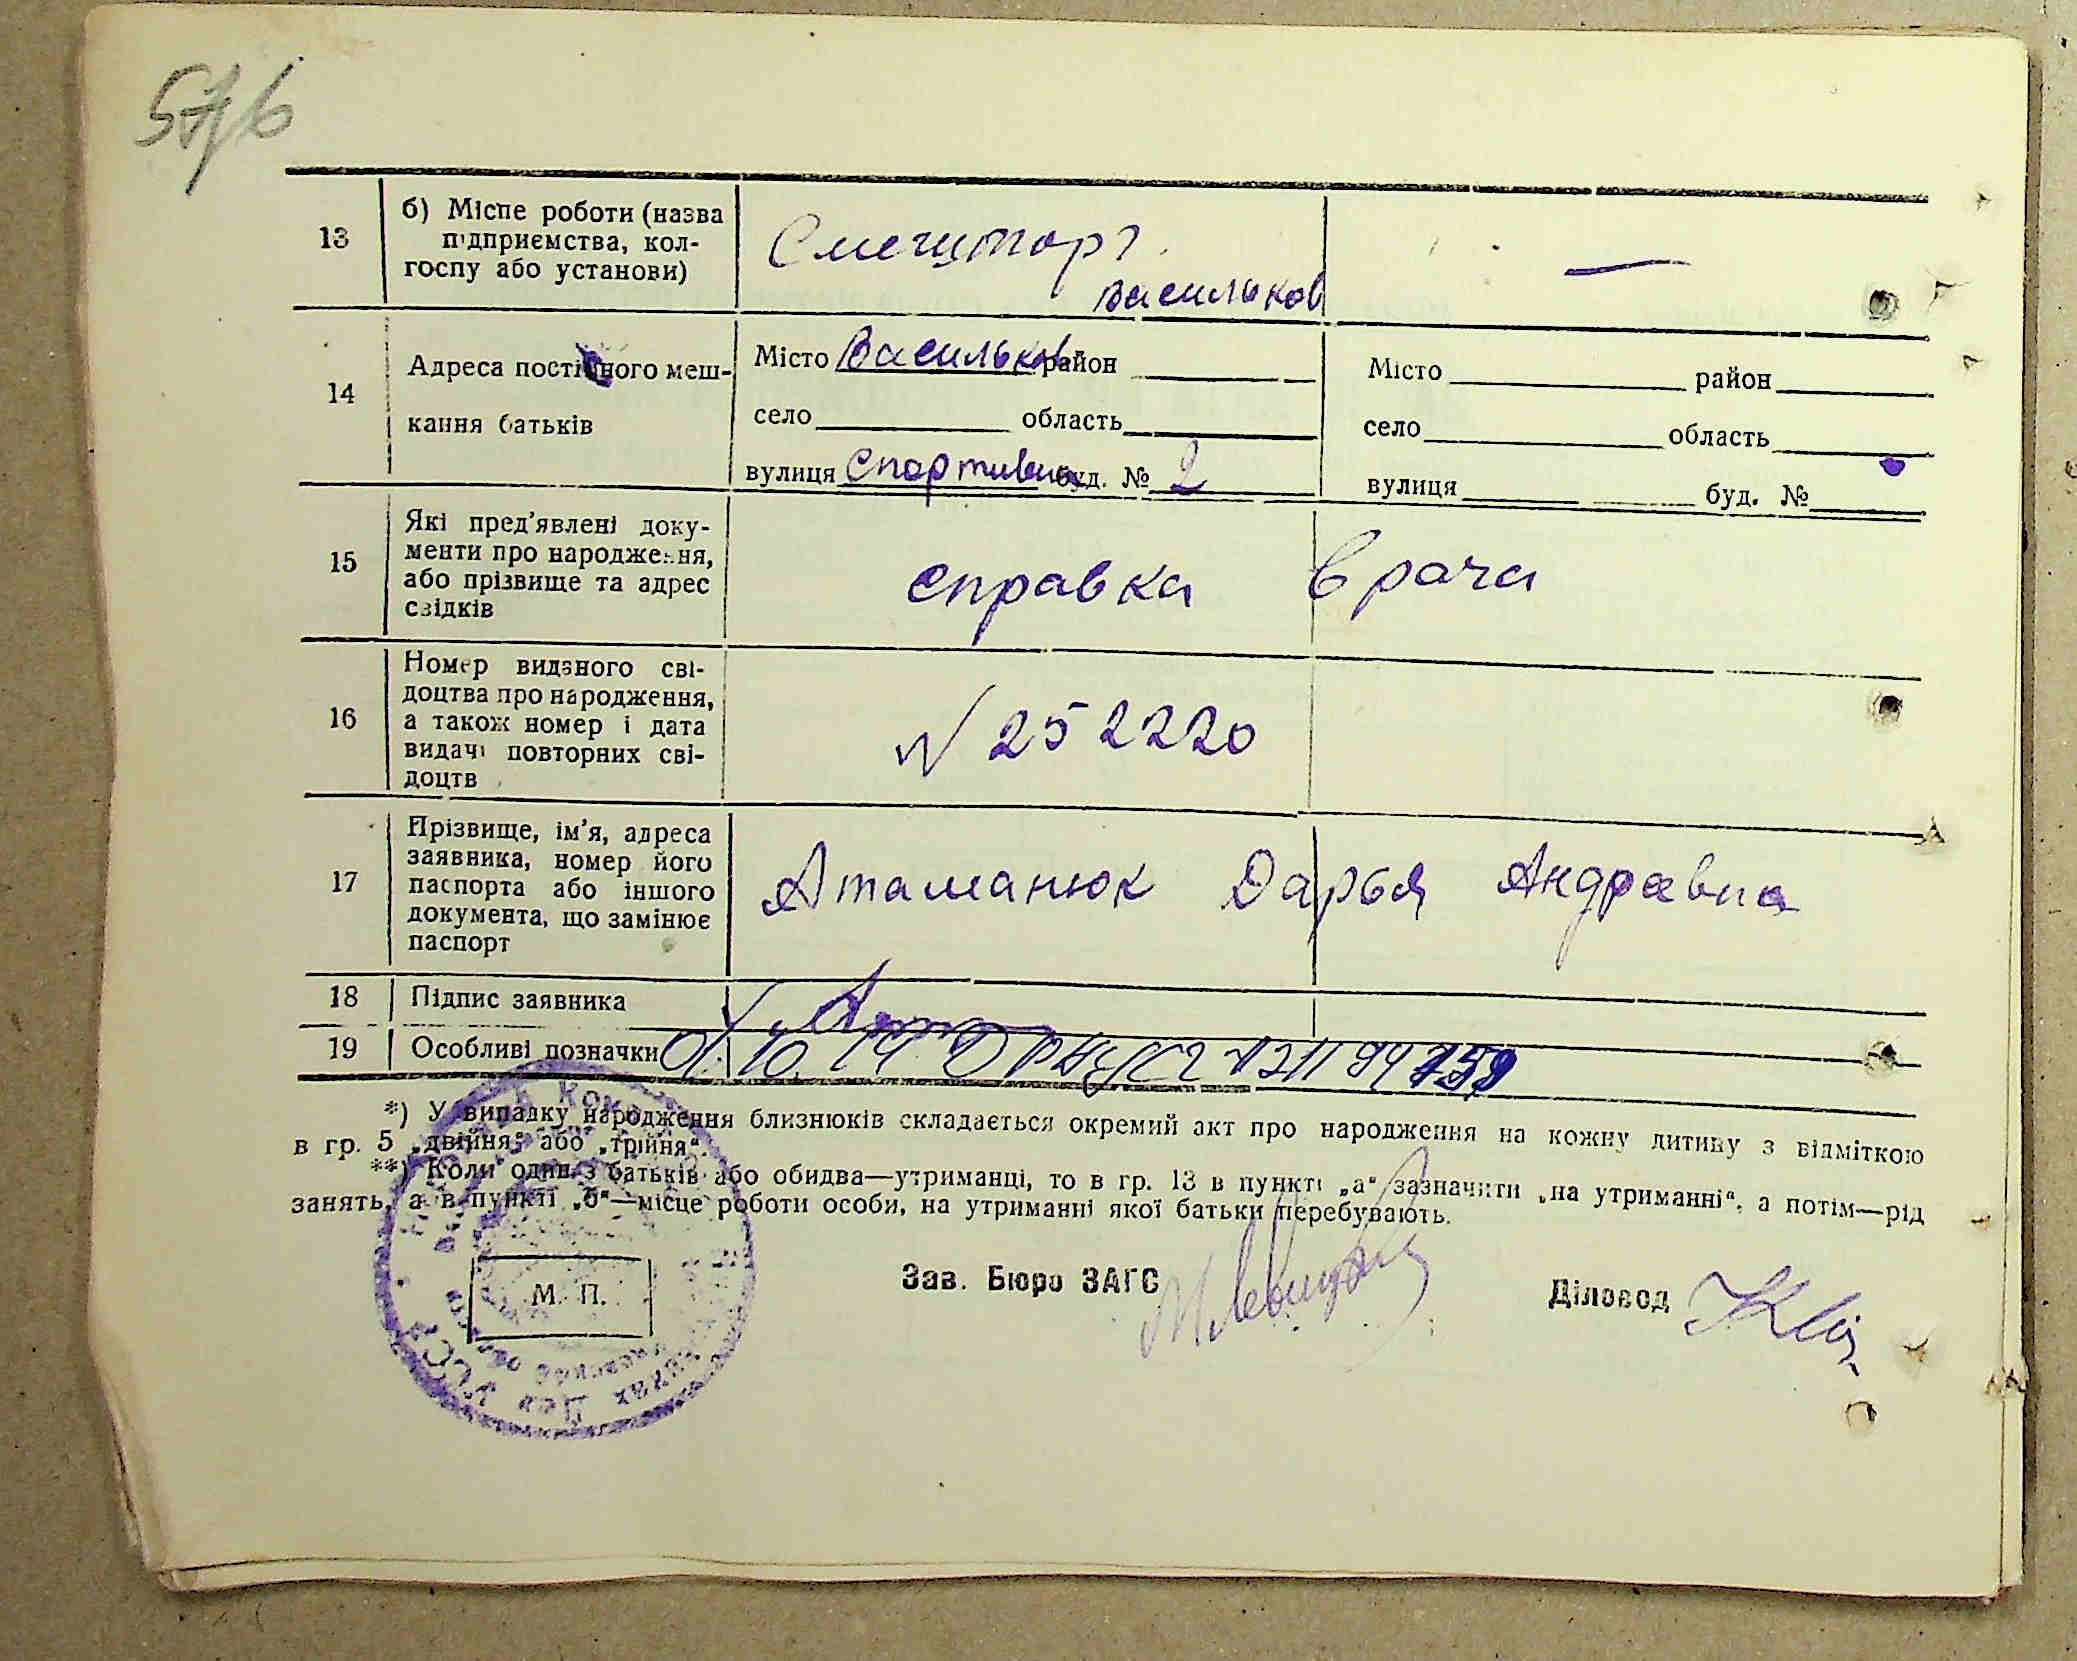 13
б) Місце роботи (назва
підприємства, кол-
госпу або установи)
Васильков
—
14
Адреса постійного меш-
кання батьків
Місто Васильков район
село область
вулиця Спортивна буд. № 2
Місто район
село область
вулиця буд. №
15
Які пред'явлені доку-
менти про народження,
або прізвище та адрес
свідків
справка врача
16
Номер виданого сві-
доцтва про народження,
а також номер і дата
видачі повторних сві-
доцтв
N 252220
17
Прізвище, ім'я, адреса
заявника, номер його
паспорта або іншого
документа, що замінює
паспорт
Атаманюк Дарья Андравна
18
Підпис заявника
19
Особливі позначки
*) У випадку народження близнюків складається окремий акт про народження на кожну дитину з відміткою
в гр. 5 „двійня“ або „трійня“.
**) Коли один з батьків або обидва—утриманці, то в гр. 13 в пункті „а“ зазначити „на утриманні“, а потім—рід
занять, а в пункті „б“—місце роботи особи, на утриманні якої батьки перебувають.
М. П.
Зав. Бюро ЗАГС
Діловод